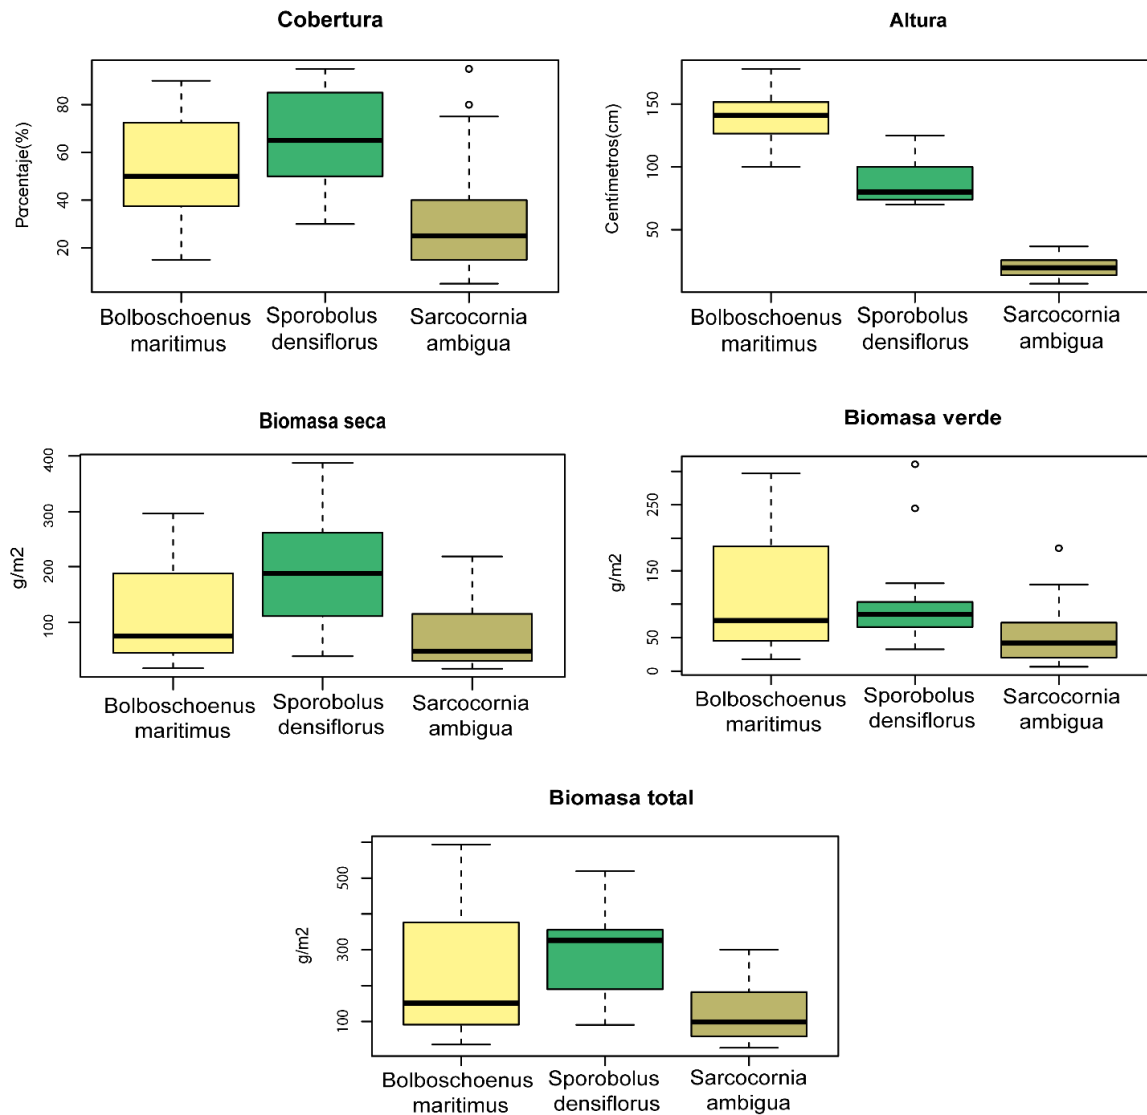 Cobertura
Porcentaje(%)
80
60
40
20
Bolboschoenus
maritimus
Sporobolus
densiflorus
Sarcocornia
ambigua
Altura
Centímetros(cm)
150
100
50
Bolboschoenus
maritimus
Sporobolus
densiflorus
Sarcocornia
ambigua
Biomasa seca
g/m2
400
300
200
100
Bolboschoenus
maritimus
Sporobolus
densiflorus
Sarcocornia
ambigua
Biomasa verde
g/m2
250
150
50
0
Bolboschoenus
maritimus
Sporobolus
densiflorus
Sarcocornia
ambigua
Biomasa total
g/m2
500
300
100
Bolboschoenus
maritimus
Sporobolus
densiflorus
Sarcocornia
ambigua